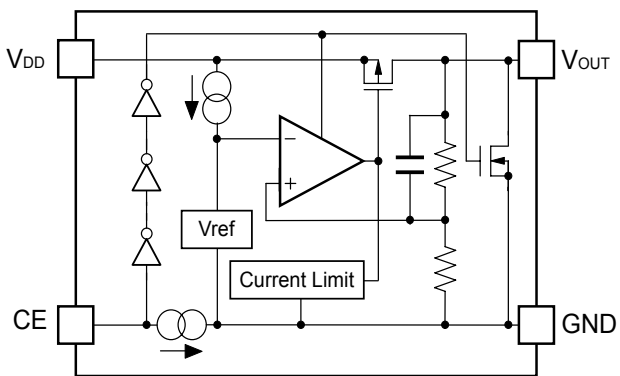 VDD
VOUT
−
+
Vref
Current Limit
CE
GND